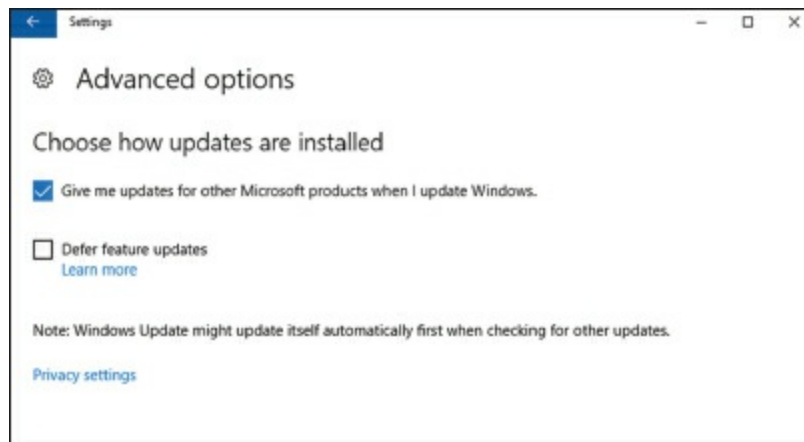 Settings
Advanced options
Choose how updates are installed
Give me updates for other Microsoft products when I update Windows.
Defer feature updates
Learn more
Note: Windows Update might update itself automatically first when checking for other updates.
Privacy settings